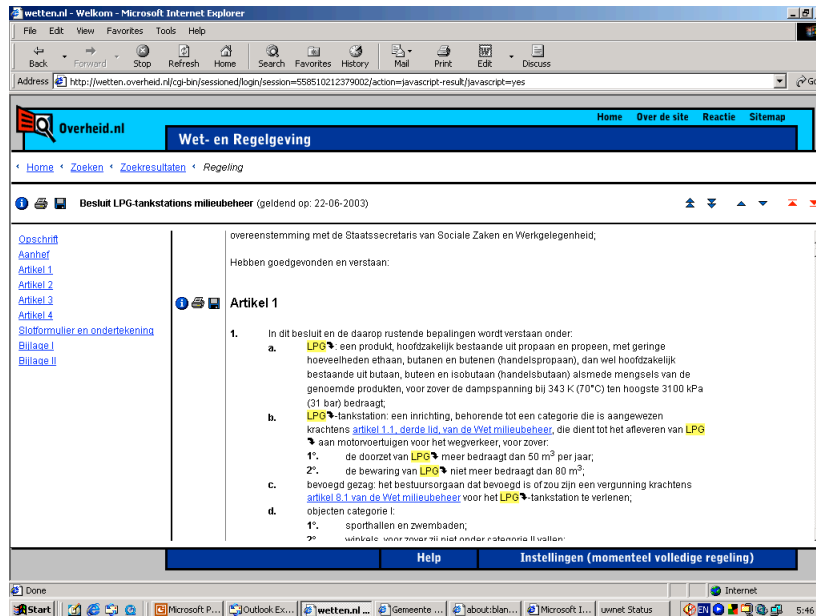 wetten.nl - Welkom - Microsoft Internet Explorer
File Edit View Favorites Tools Help
Back Forward Stop Refresh Home Search Favorites History Mail Print Edit Discuss
Address http://wetten.overheid.nl/cgi-bin/sessioned/login/session=558510212379002/action=javascript-result/javascript=yes Go
Home Over de site Reactie Sitemap
Overheid.nl
Wet- en Regelgeving
Home Zoeken Zoekresultaten Regeling
Besluit LPG-tankstations milieubeheer (geldend op: 22-06-2003)
Opschrift
Aanhef
Artikel 1
Artikel 2
Artikel 3
Artikel 4
Slotformulier en ondertekening
Bijlage I
Bijlage II
overeenstemming met de Staatssecretaris van Sociale Zaken en Werkgelegenheid;
Hebben goedgevonden en verstaan:
Artikel 1
1. In dit besluit en de daarop rustende bepalingen wordt verstaan onder:
a. LPG: een produkt, hoofdzakelijk bestaande uit propaan en propeen, met geringe
hoeveelheden ethaan, butanen en butenen (handelspropaan), dan wel hoofdzakelijk
bestaande uit butaan, buteen en isobutaan (handelsbutaan) alsmede mengsels van de
genoemde produkten, voor zover de dampspanning bij 343 K (70°C) ten hoogste 3100 kPa
(31 bar) bedraagt;
b. LPG-tankstation: een inrichting, behorende tot een categorie die is aangewezen
krachtens artikel 1.1, derde lid, van de Wet milieubeheer, die dient tot het afleveren van LPG
aan motorvoertuigen voor het wegverkeer, voor zover:
1°. de doorzet van LPG meer bedraagt dan 50 m³ per jaar;
2°. de bewaring van LPG niet meer bedraagt dan 80 m³;
c. bevoegd gezag: het bestuursorgaan dat bevoegd is of zou zijn een vergunning krachtens
artikel 8.1 van de Wet milieubeheer voor het LPG-tankstation te verlenen;
d. objecten categorie I:
1°. sporthallen en zwembaden;
2°. winkels, voor zover zij niet onder categorie II vallen;
Help Instellingen (momenteel volledige regeling)
Done Internet
Start Microsoft P... Outlook Ex... wetten.nl ... Gemeente ... about:blan... Microsoft I... uwnet Status EN 5:46